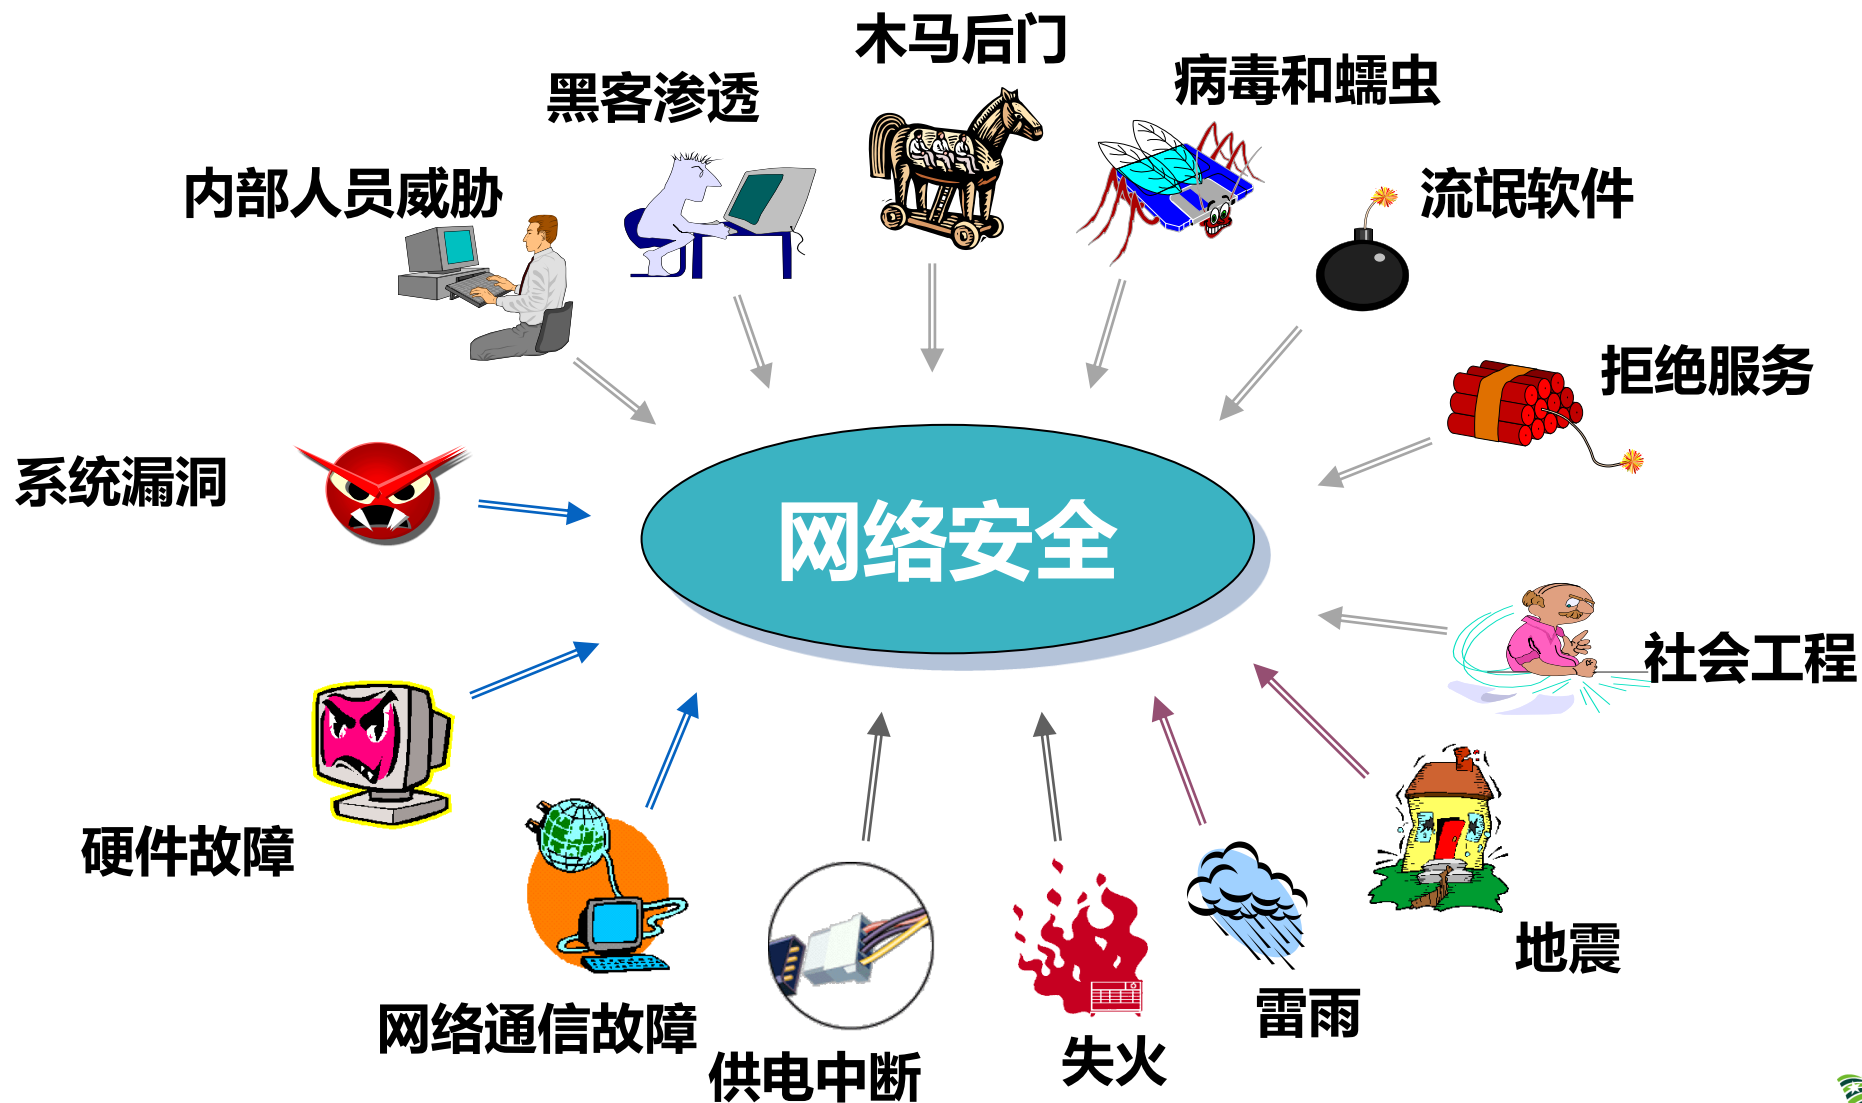 木马后门
病毒和蠕虫
黑客渗透
内部人员威胁
流氓软件
拒绝服务
系统漏洞
网络安全
社会工程
硬件故障
地震
网络通信故障
雷雨
供电中断
失火